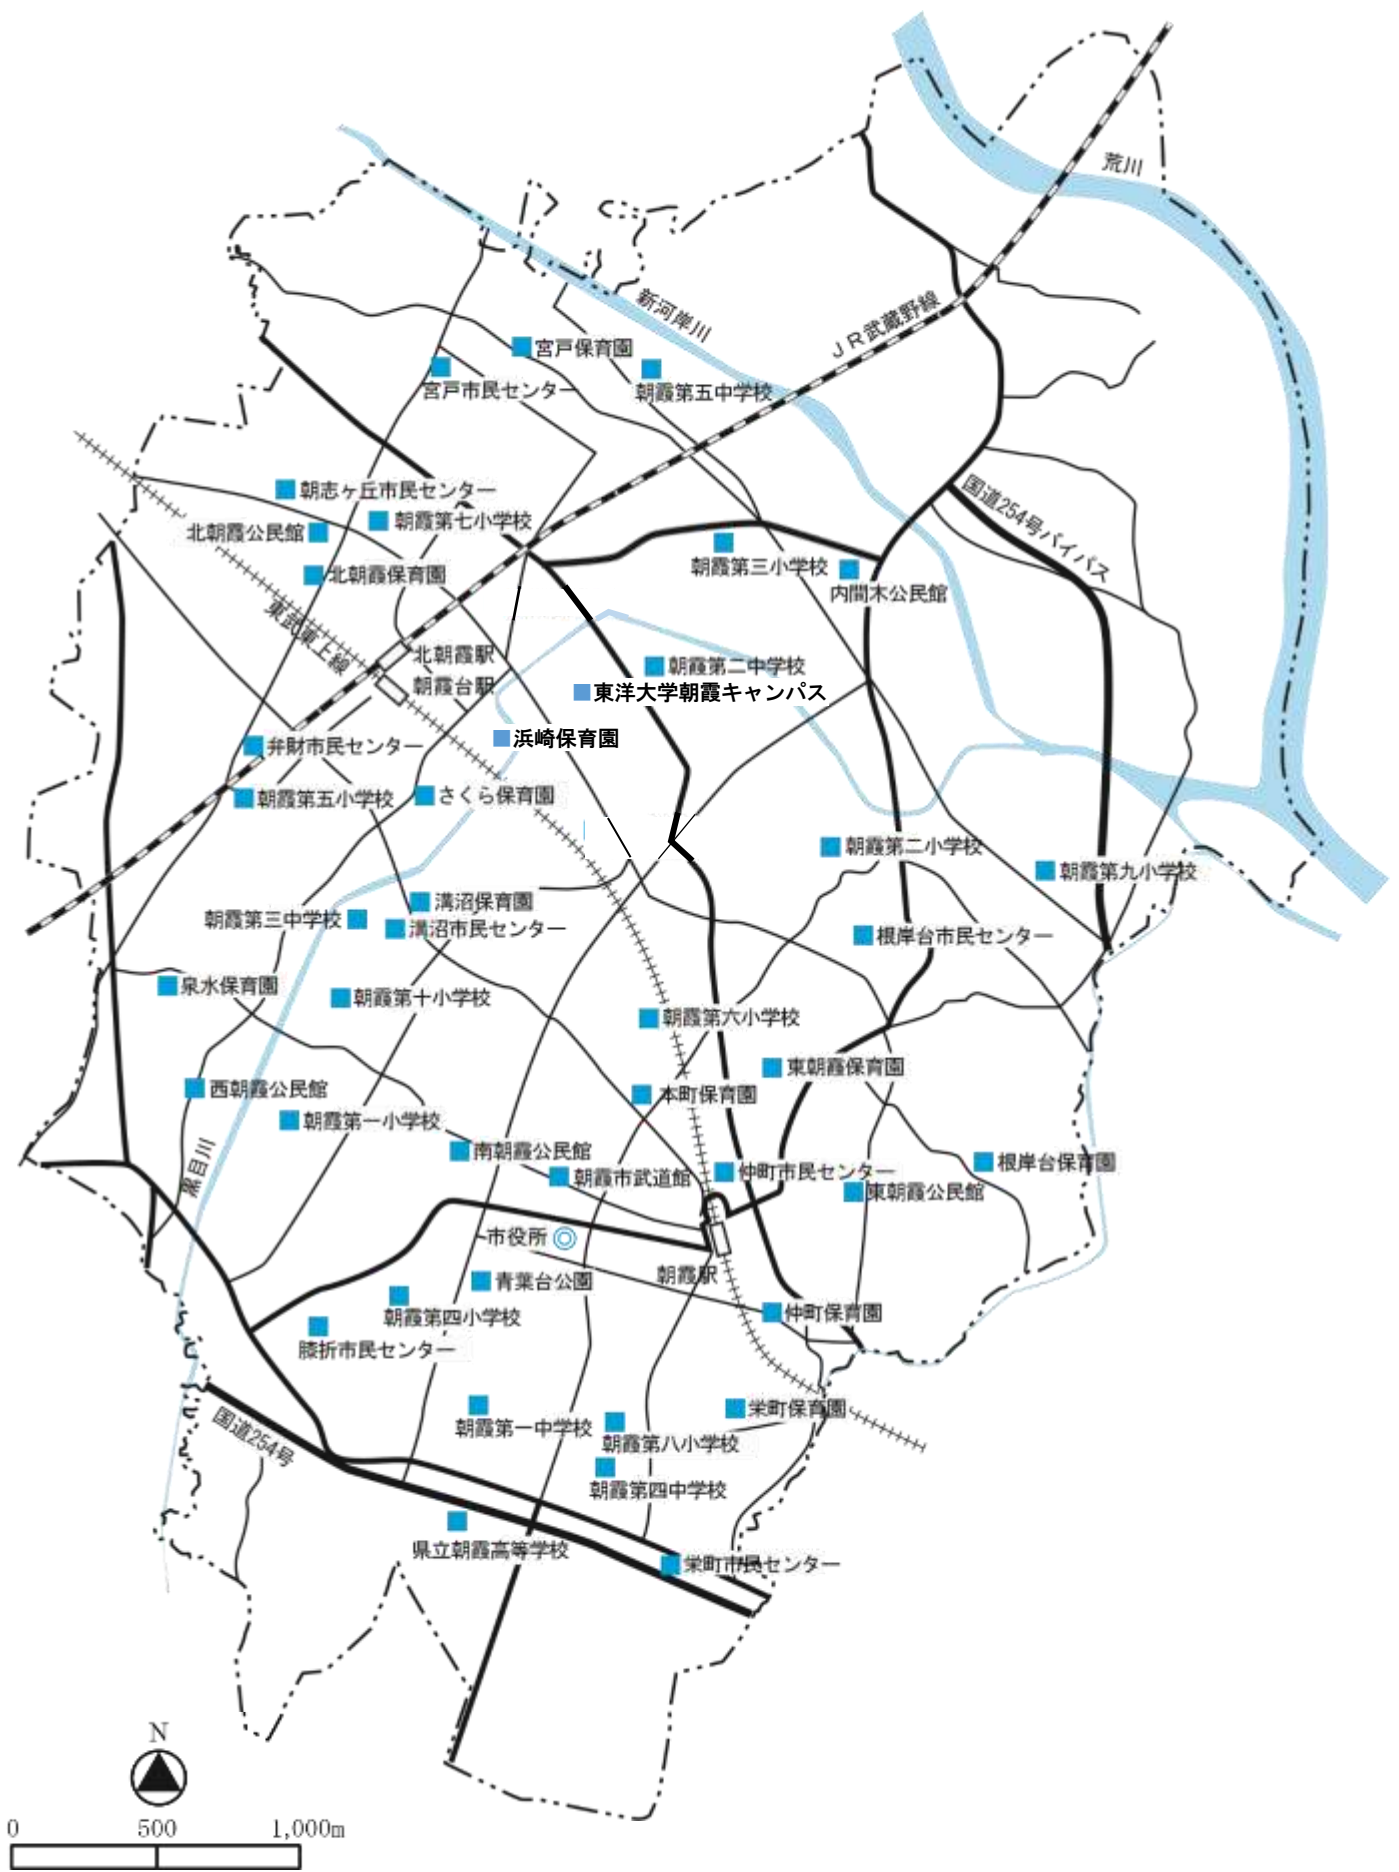 荒川
新河岸川
JR武蔵野線
宮戸保育園
宮戸市民センター
朝霞第五中学校
国道254号バイパス
朝志ヶ丘市民センター
朝霞第七小学校
北朝霞公民館
朝霞第三小学校
北朝霞保育園
内間木公民館
東武東上線
北朝霞駅
朝霞第二中学校
朝霞台駅
東洋大学朝霞キャンパス
浜崎保育園
弁財市民センター
朝霞第五小学校
さくら保育園
朝霞第二小学校
朝霞第九小学校
溝沼保育園
朝霞第三中学校
溝沼市民センター
根岸台市民センター
泉水保育園
朝霞第十小学校
朝霞第六小学校
東朝霞保育園
西朝霞公民館
本町保育園
朝霞第一小学校
黒目川
南朝霞公民館
朝霞市武道館
仲町市民センター
根岸台保育園
東朝霞公民館
市役所
朝霞駅
青葉台公園
朝霞第四小学校
仲町保育園
膝折市民センター
国道254号
朝霞第一中学校
栄町保育園
朝霞第八小学校
朝霞第四中学校
県立朝霞高等学校
栄町市民センター
N
0 500 1,000m